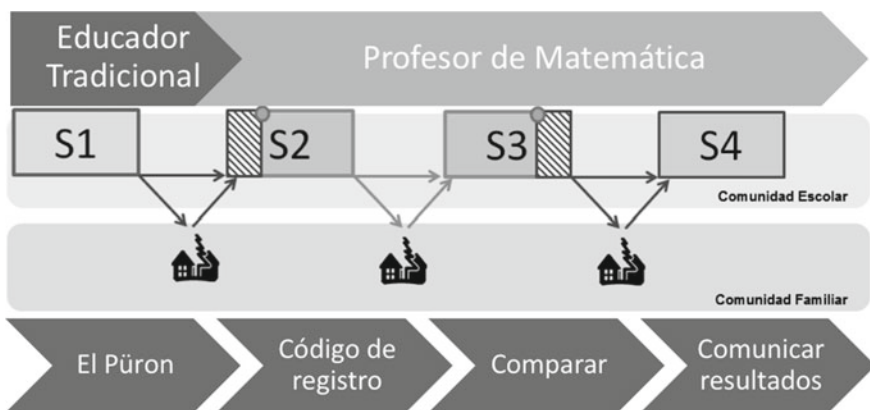 Educador
Tradicional
Profesor de Matemática
S1
S2
S3
S4
Comunidad Escolar
Comunidad Familiar
El Püron
Código de
registro
Comparar
Comunicar
resultados